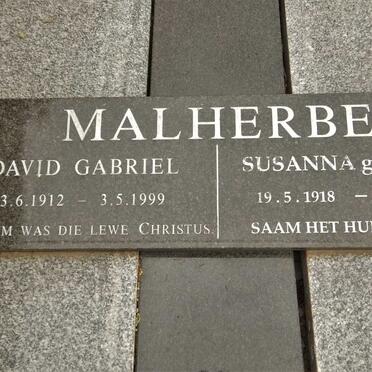 MALHERBE
DAVID GABRIEL
3.6.1912 – 3.5.1999
WAS DIE LEWE CHRISTUS.
SUSANNA g
19.5.1918 –
SAAM HET